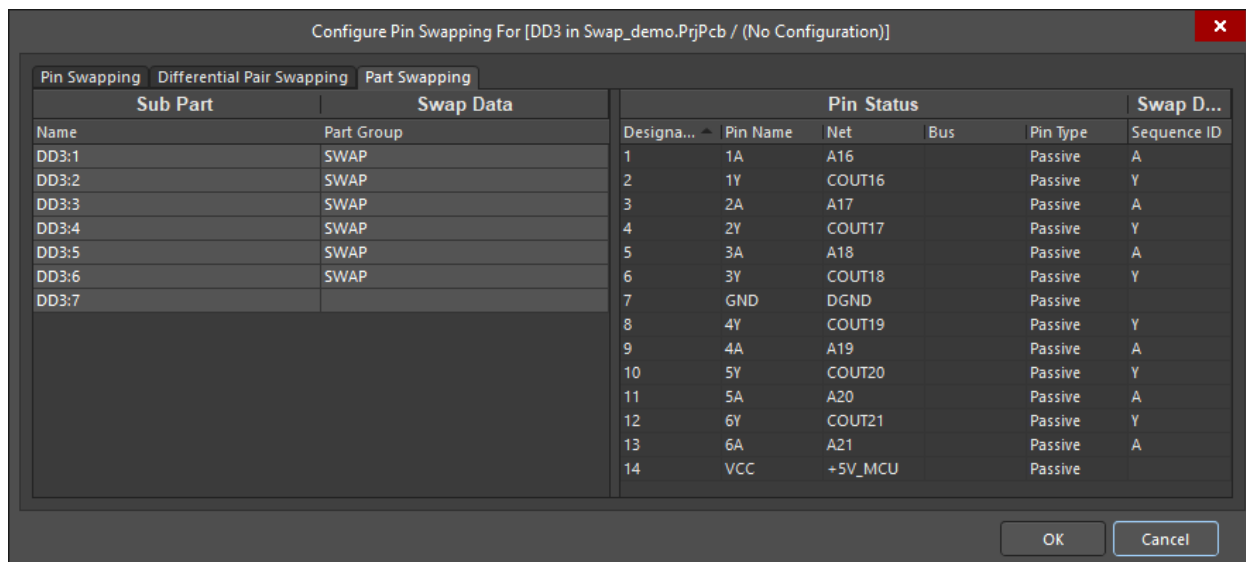 Configure Pin Swapping For [DD3 in Swap_demo.PrjPcb / (No Configuration)]
Pin Swapping Differential Pair Swapping Part Swapping
Sub Part Swap Data
Name Part Group
DD3:1 SWAP
DD3:2 SWAP
DD3:3 SWAP
DD3:4 SWAP
DD3:5 SWAP
DD3:6 SWAP
DD3:7
Pin Status Swap D...
Designa... Pin Name Net Bus Pin Type Sequence ID
1 1A A16 Passive A
2 1Y COUT16 Passive Y
3 2A A17 Passive A
4 2Y COUT17 Passive Y
5 3A A18 Passive A
6 3Y COUT18 Passive Y
7 GND DGND Passive
8 4Y COUT19 Passive Y
9 4A A19 Passive A
10 5Y COUT20 Passive Y
11 5A A20 Passive A
12 6Y COUT21 Passive Y
13 6A A21 Passive A
14 VCC +5V_MCU Passive
OK Cancel